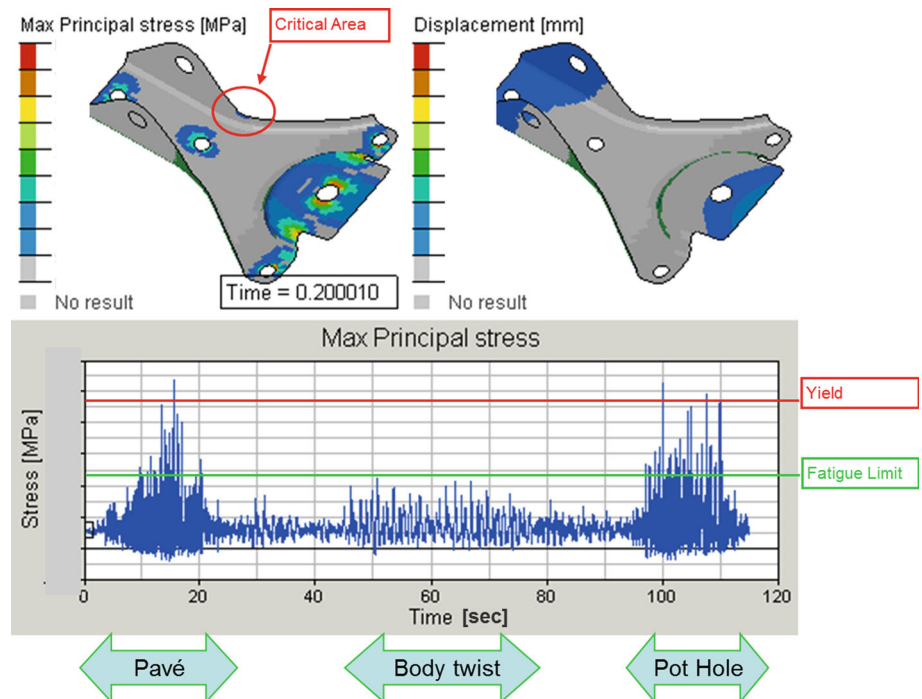 Max Principal stress [MPa]
Critical Area
Displacement [mm]
No result
Time = 0.200010
No result
Max Principal stress
Stress [MPa]
Yield
Fatigue Limit
0 20 40 60 80 100 120
Time [sec]
Pavé
Body twist
Pot Hole